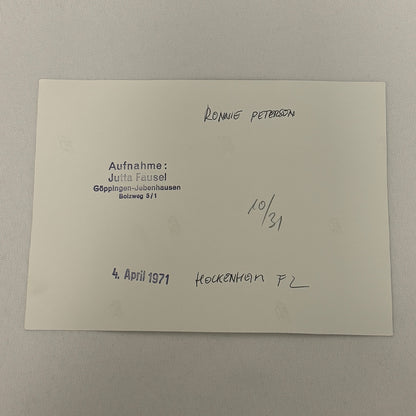 RONNIE PETERSON
Aufnahme:
Jutta Fausel
Göppingen-Jebenhausen
Bolzweg 5/1
10/31
4. April 1971 HOCKENHEIM F2